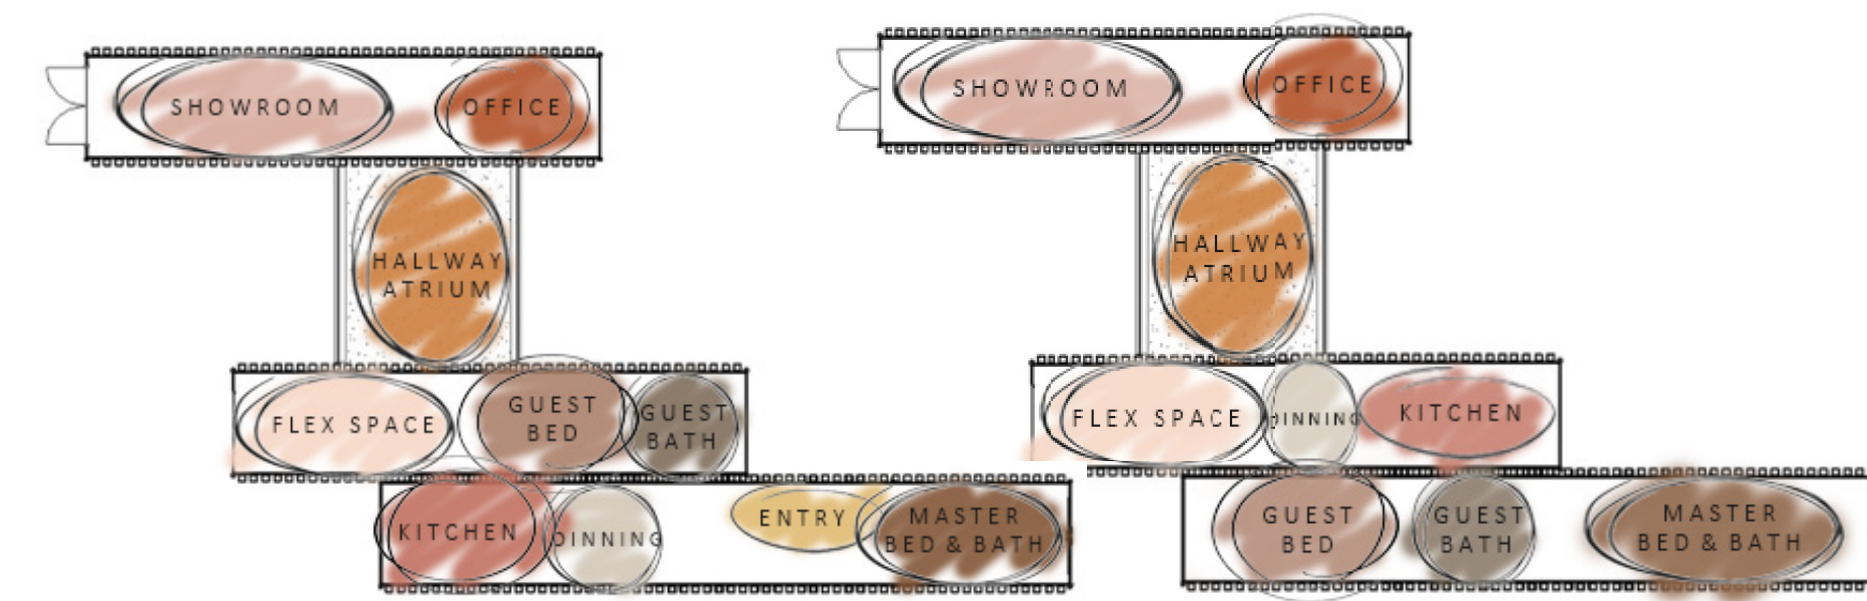 SHOWROOM
OFFICE
HALLWAY
ATRIUM
FLEX SPACE
GUEST
BED
GUEST
BATH
KITCHEN
DINNING
ENTRY
MASTER
BED & BATH
SHOWROOM
OFFICE
HALLWAY
ATRIUM
FLEX SPACE
DINNING
KITCHEN
GUEST
BED
GUEST
BATH
MASTER
BED & BATH